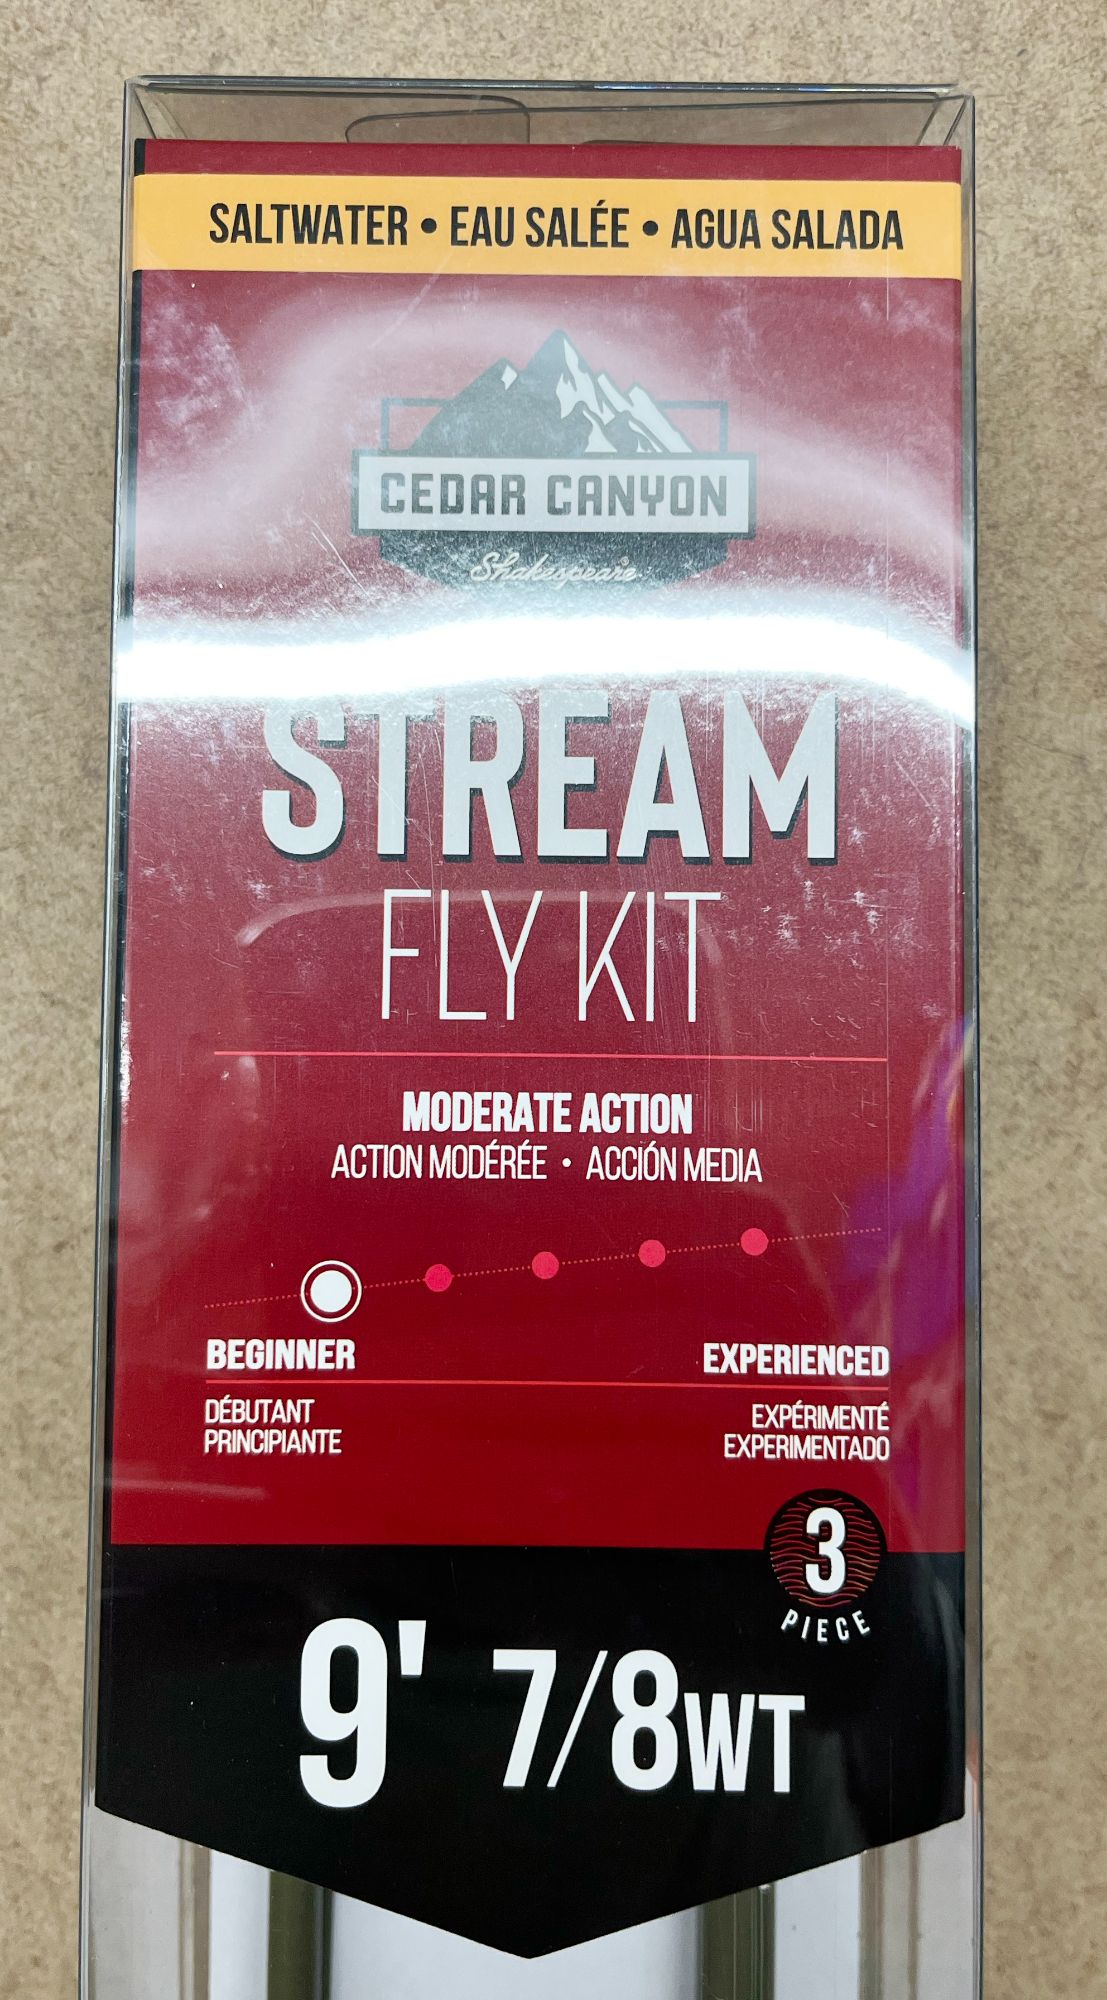 SALTWATER • EAU SALÉE • AGUA SALADA
CEDAR CANYON
Shakespeare®
STREAM
FLY KIT
MODERATE ACTION
ACTION MODÉRÉE • ACCIÓN MEDIA
BEGINNER EXPERIENCED
DÉBUTANT EXPÉRIMENTÉ
PRINCIPIANTE EXPERIMENTADO
3
PIECE
9' 7/8WT